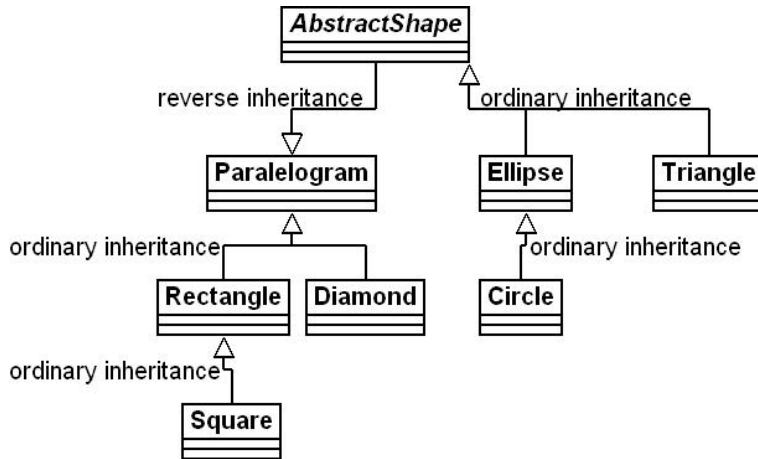 AbstractShape
reverse inheritance
ordinary inheritance
Paralelogram
Ellipse
Triangle
ordinary inheritance
ordinary inheritance
Rectangle
Diamond
Circle
ordinary inheritance
Square